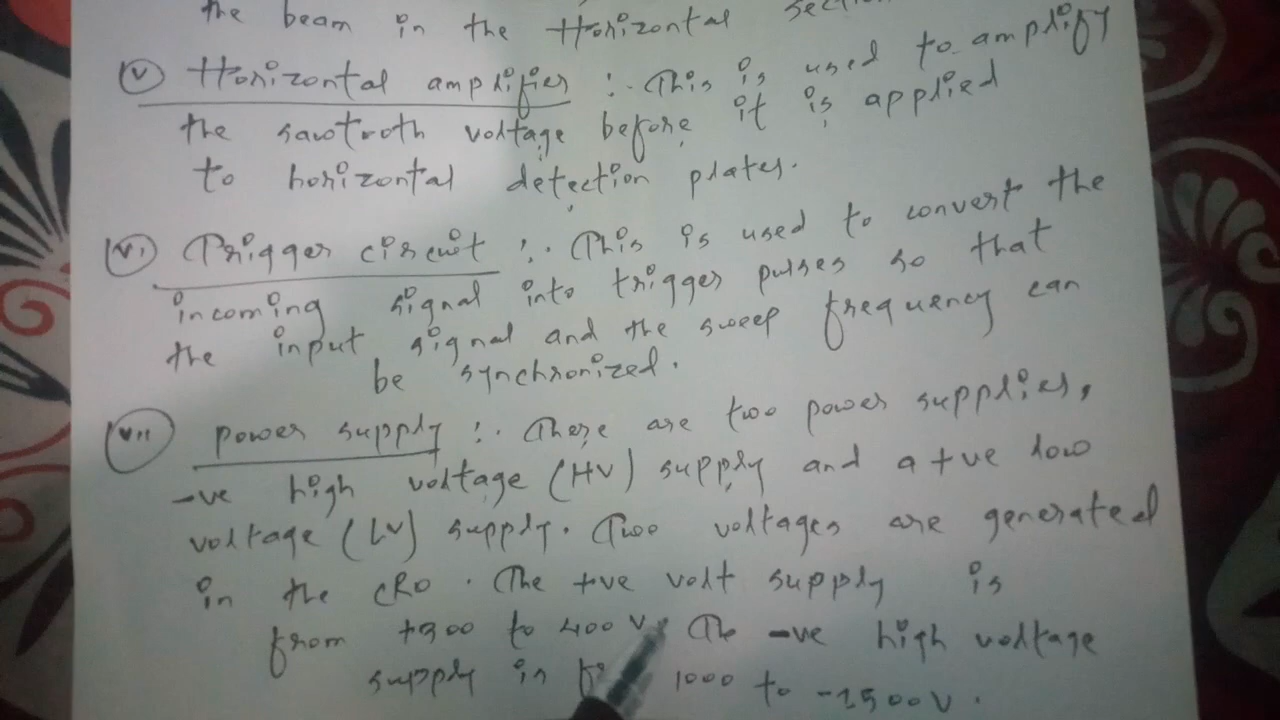 the beam in the Horizontal
(v) Horizontal amplifier :- This is used to amplify
the sawtooth voltage before it is applied
to horizontal detection plates.
(vi) Trigger circuit :- This is used to convert the
incoming signal into trigger pulses so that
the input signal and the sweep frequency can
be synchronized.
(vii) power supply :- There are two power supplies,
-ve high voltage (HV) supply and a +ve low
voltage (LV) supply. Two voltages are generated
in the CRO. The +ve volt supply is
from +300 to 400 V. The -ve high voltage
supply is 1000 to -1500V.